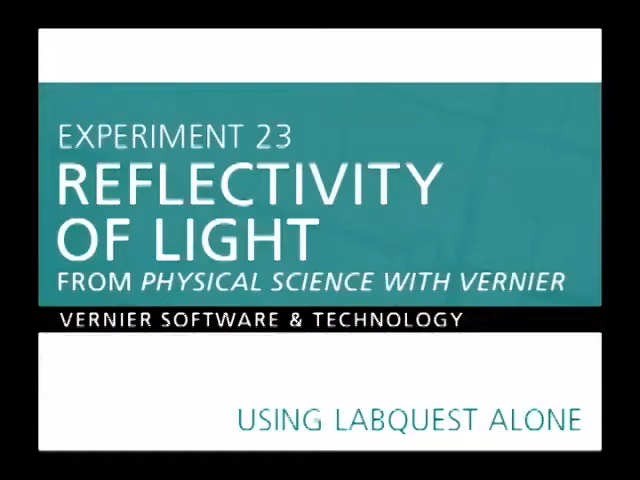 EXPERIMENT 23
REFLECTIVITY
OF LIGHT
FROM PHYSICAL SCIENCE WITH VERNIER
VERNIER SOFTWARE & TECHNOLOGY
USING LABQUEST ALONE